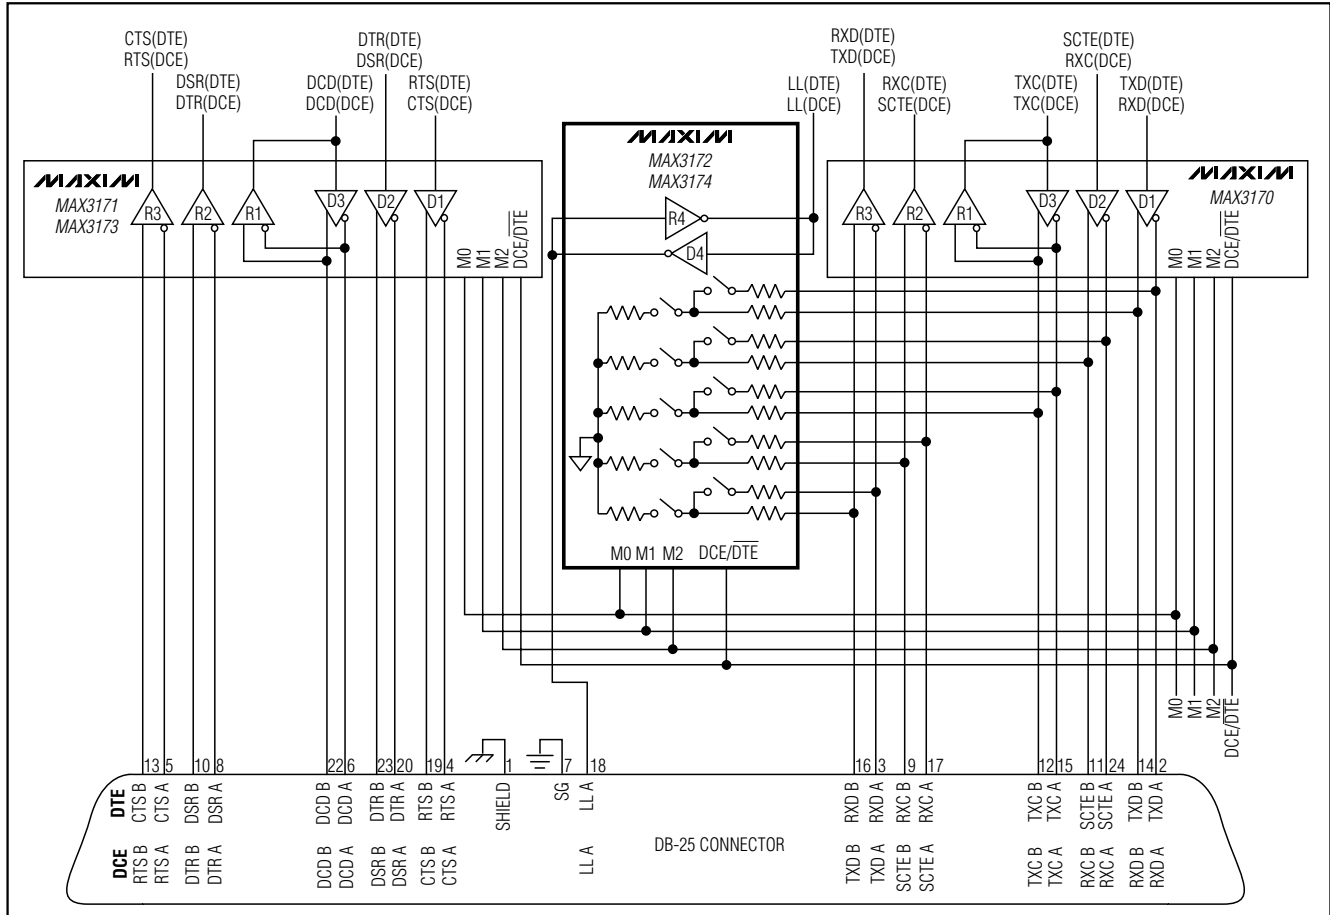 CTS(DTE)
RTS(DCE)
DSR(DTE)
DTR(DCE)
DCD(DTE)
DCD(DCE)
DTR(DTE)
DSR(DCE)
RTS(DTE)
CTS(DCE)
LL(DTE)
LL(DCE)
RXD(DTE)
TXD(DCE)
RXC(DTE)
SCTE(DCE)
TXC(DTE)
TXC(DCE)
SCTE(DTE)
RXC(DCE)
TXD(DTE)
RXD(DCE)
MAXIM
MAX3171
MAX3173
R3
R2
R1
D3
D2
D1
M0
M1
M2
DCE/DTE
MAXIM
MAX3172
MAX3174
R4
D4
M0 M1 M2 DCE/DTE
MAXIM
MAX3170
R3
R2
R1
D3
D2
D1
M0
M1
M2
DCE/DTE
M0
M1
M2
DCE/DTE
13 5 10 8 22 6 23 20 19 4 1 7 18 16 3 9 17 12 15 11 24 14 2
DTE
CTS B
CTS A
DSR B
DSR A
DCD B
DCD A
DTR B
DTR A
RTS B
RTS A
SHIELD
SG
LL A
RXD B
RXD A
RXC B
RXC A
TXC B
TXC A
SCTE B
SCTE A
TXD B
TXD A
DCE
RTS B
RTS A
DTR B
DTR A
DCD B
DCD A
DSR B
DSR A
CTS B
CTS A
LL A
DB-25 CONNECTOR
TXD B
TXD A
SCTE B
SCTE A
TXC B
TXC A
RXC B
RXC A
RXD B
RXD A